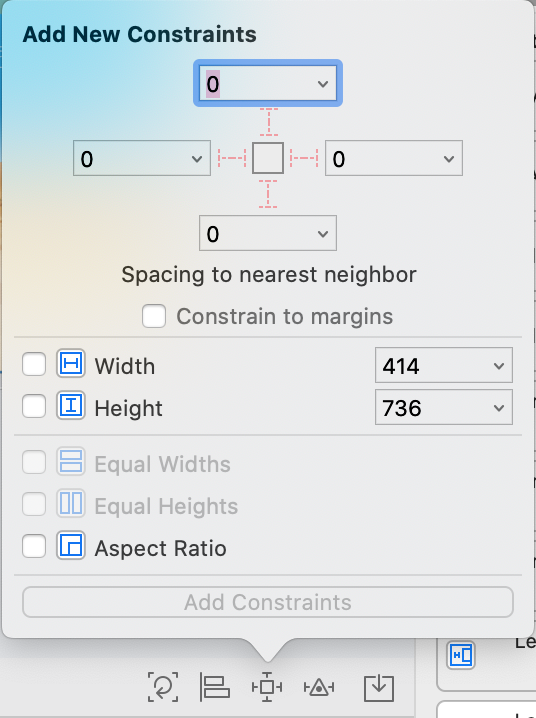 Add New Constraints
0
0 0
0
Spacing to nearest neighbor
Constrain to margins
Width 414
Height 736
Equal Widths
Equal Heights
Aspect Ratio
Add Constraints
Le